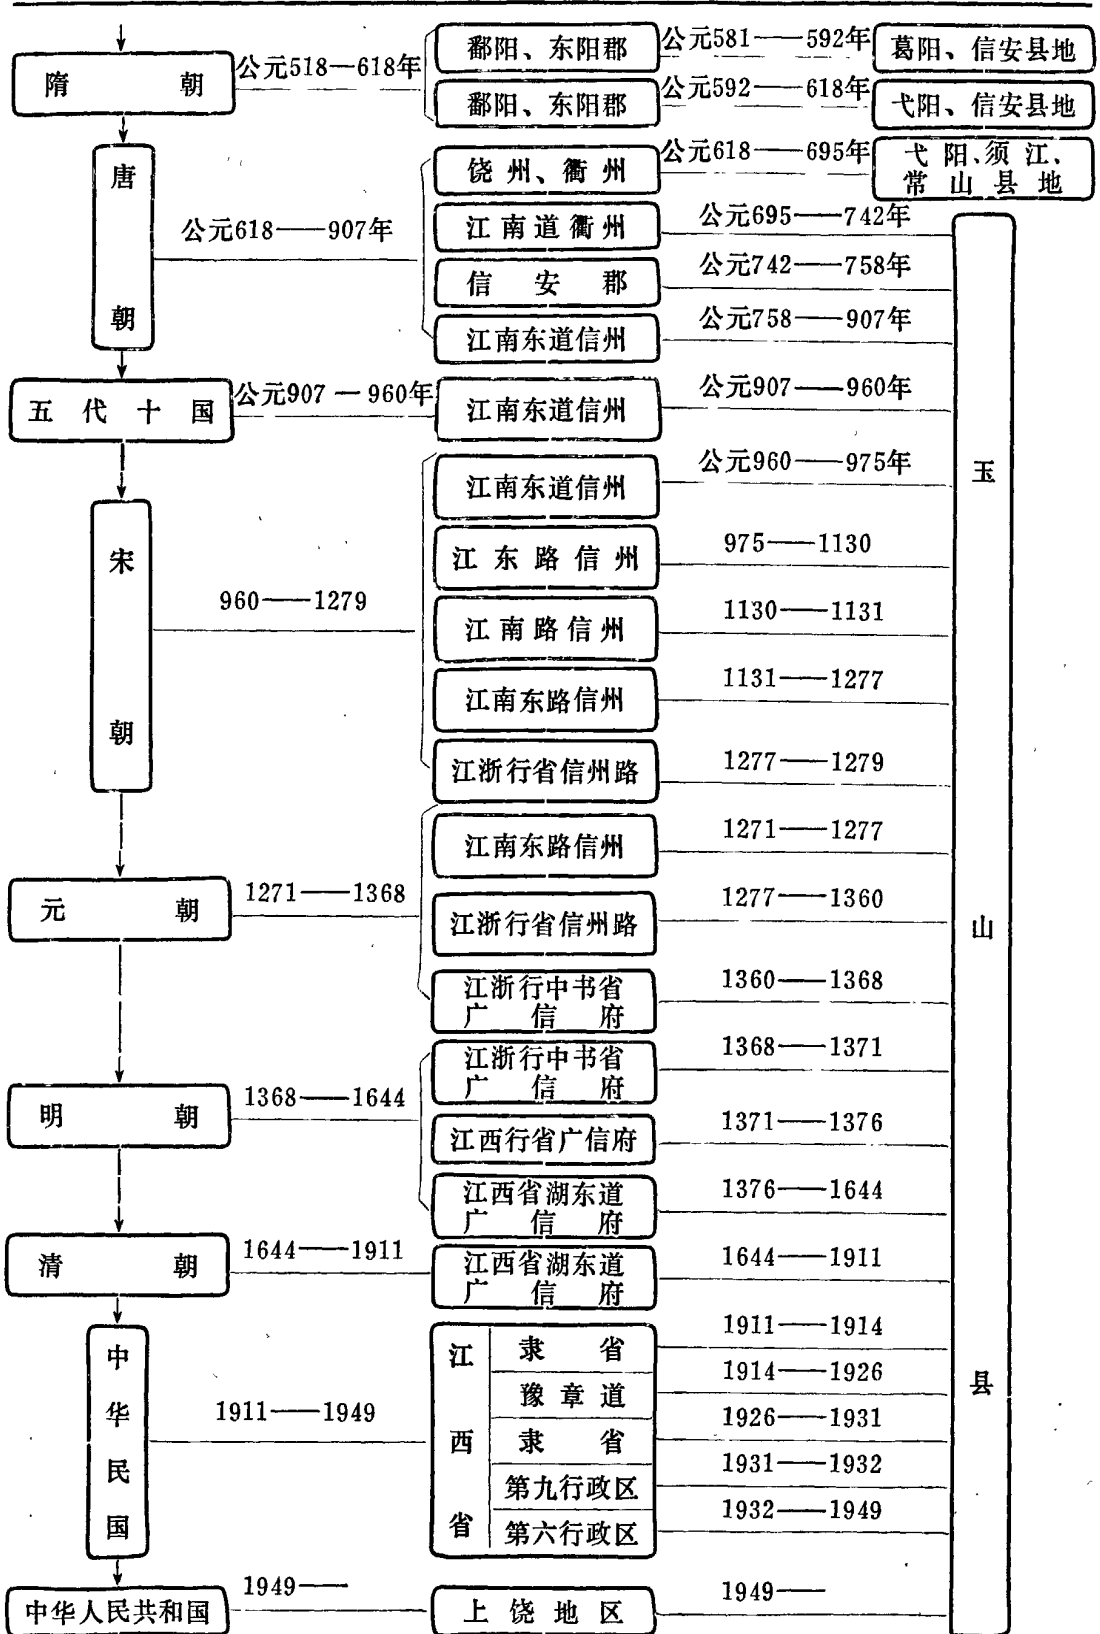 隋朝
公元518—618年
鄱阳、东阳郡
公元581——592年
葛阳、信安县地
鄱阳、东阳郡
公元592——618年
弋阳、信安县地
唐朝
公元618——907年
饶州、衢州
公元618——695年
弋阳、须江、
常山县地
江南道衢州
公元695——742年
信安郡
公元742——758年
江南东道信州
公元758——907年
五代十国
公元907—960年
江南东道信州
公元907——960年
宋朝
960——1279
江南东道信州
公元960——975年
江东路信州
975——1130
江南路信州
1130——1131
江南东路信州
1131——1277
江浙行省信州路
1277——1279
元朝
1271——1368
江南东路信州
1271——1277
江浙行省信州路
1277——1360
江浙行中书省
广信府
1360——1368
明朝
1368——1644
江浙行中书省
广信府
1368——1371
江西行省广信府
1371——1376
江西省湖东道
广信府
1376——1644
清朝
1644——1911
江西省湖东道
广信府
1644——1911
中华民国
1911——1949
江西省
隶省
1911——1914
豫章道
1914——1926
隶省
1926——1931
第九行政区
1931——1932
第六行政区
1932——1949
中华人民共和国
1949——
上饶地区
1949——
玉山县